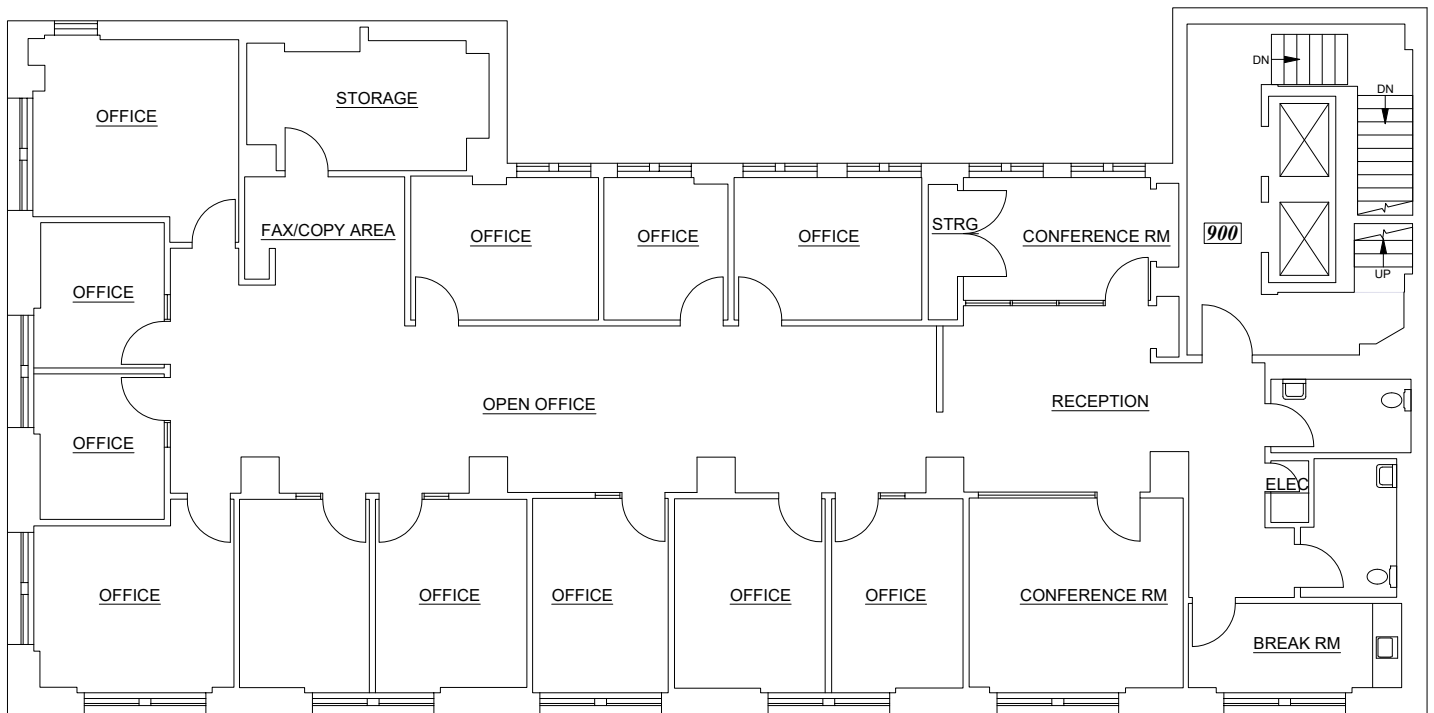 DN
DN
STORAGE
OFFICE
FAX/COPY AREA
OFFICE
OFFICE
OFFICE
STRG
CONFERENCE RM
900
UP
OFFICE
OPEN OFFICE
RECEPTION
OFFICE
ELEC
OFFICE
OFFICE
OFFICE
OFFICE
OFFICE
CONFERENCE RM
BREAK RM